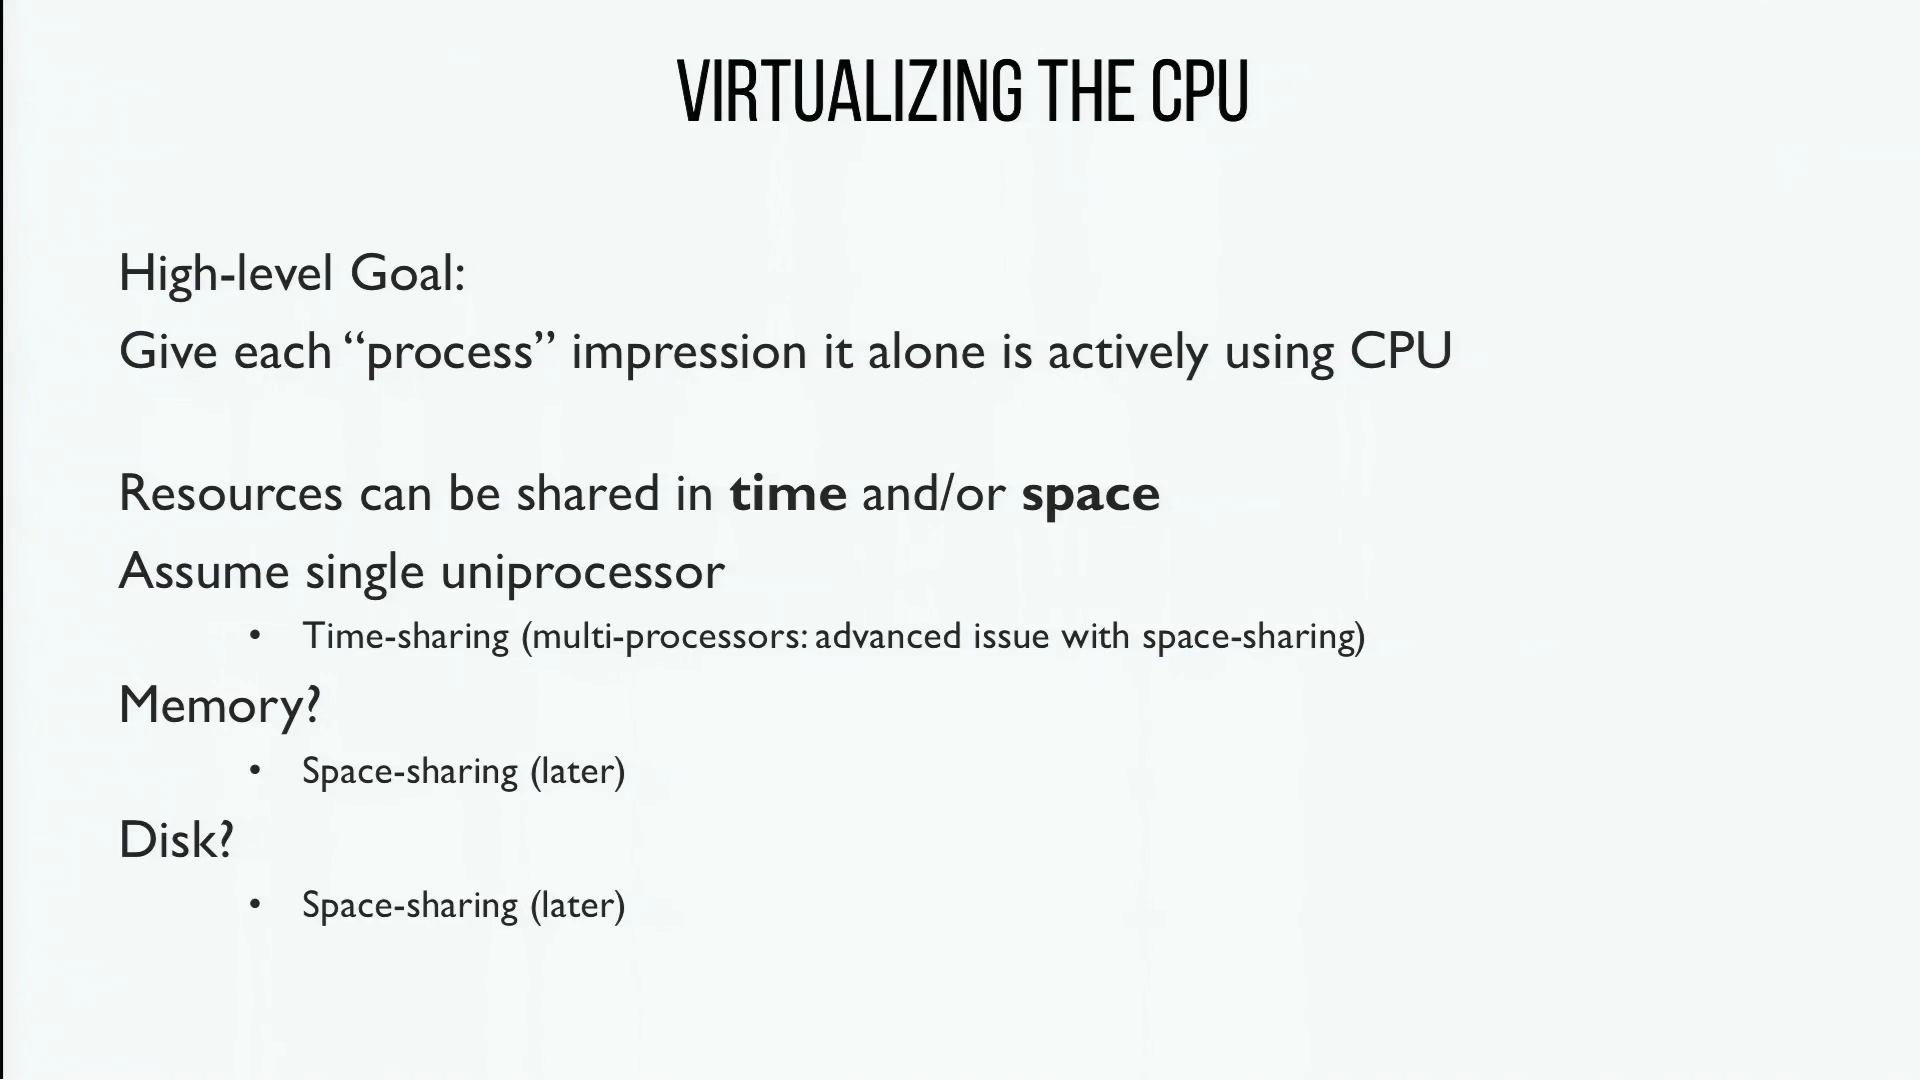 VIRTUALIZING THE CPU
High-level Goal:
Give each “process” impression it alone is actively using CPU
Resources can be shared in time and/or space
Assume single uniprocessor
• Time-sharing (multi-processors: advanced issue with space-sharing)
Memory?
• Space-sharing (later)
Disk?
• Space-sharing (later)